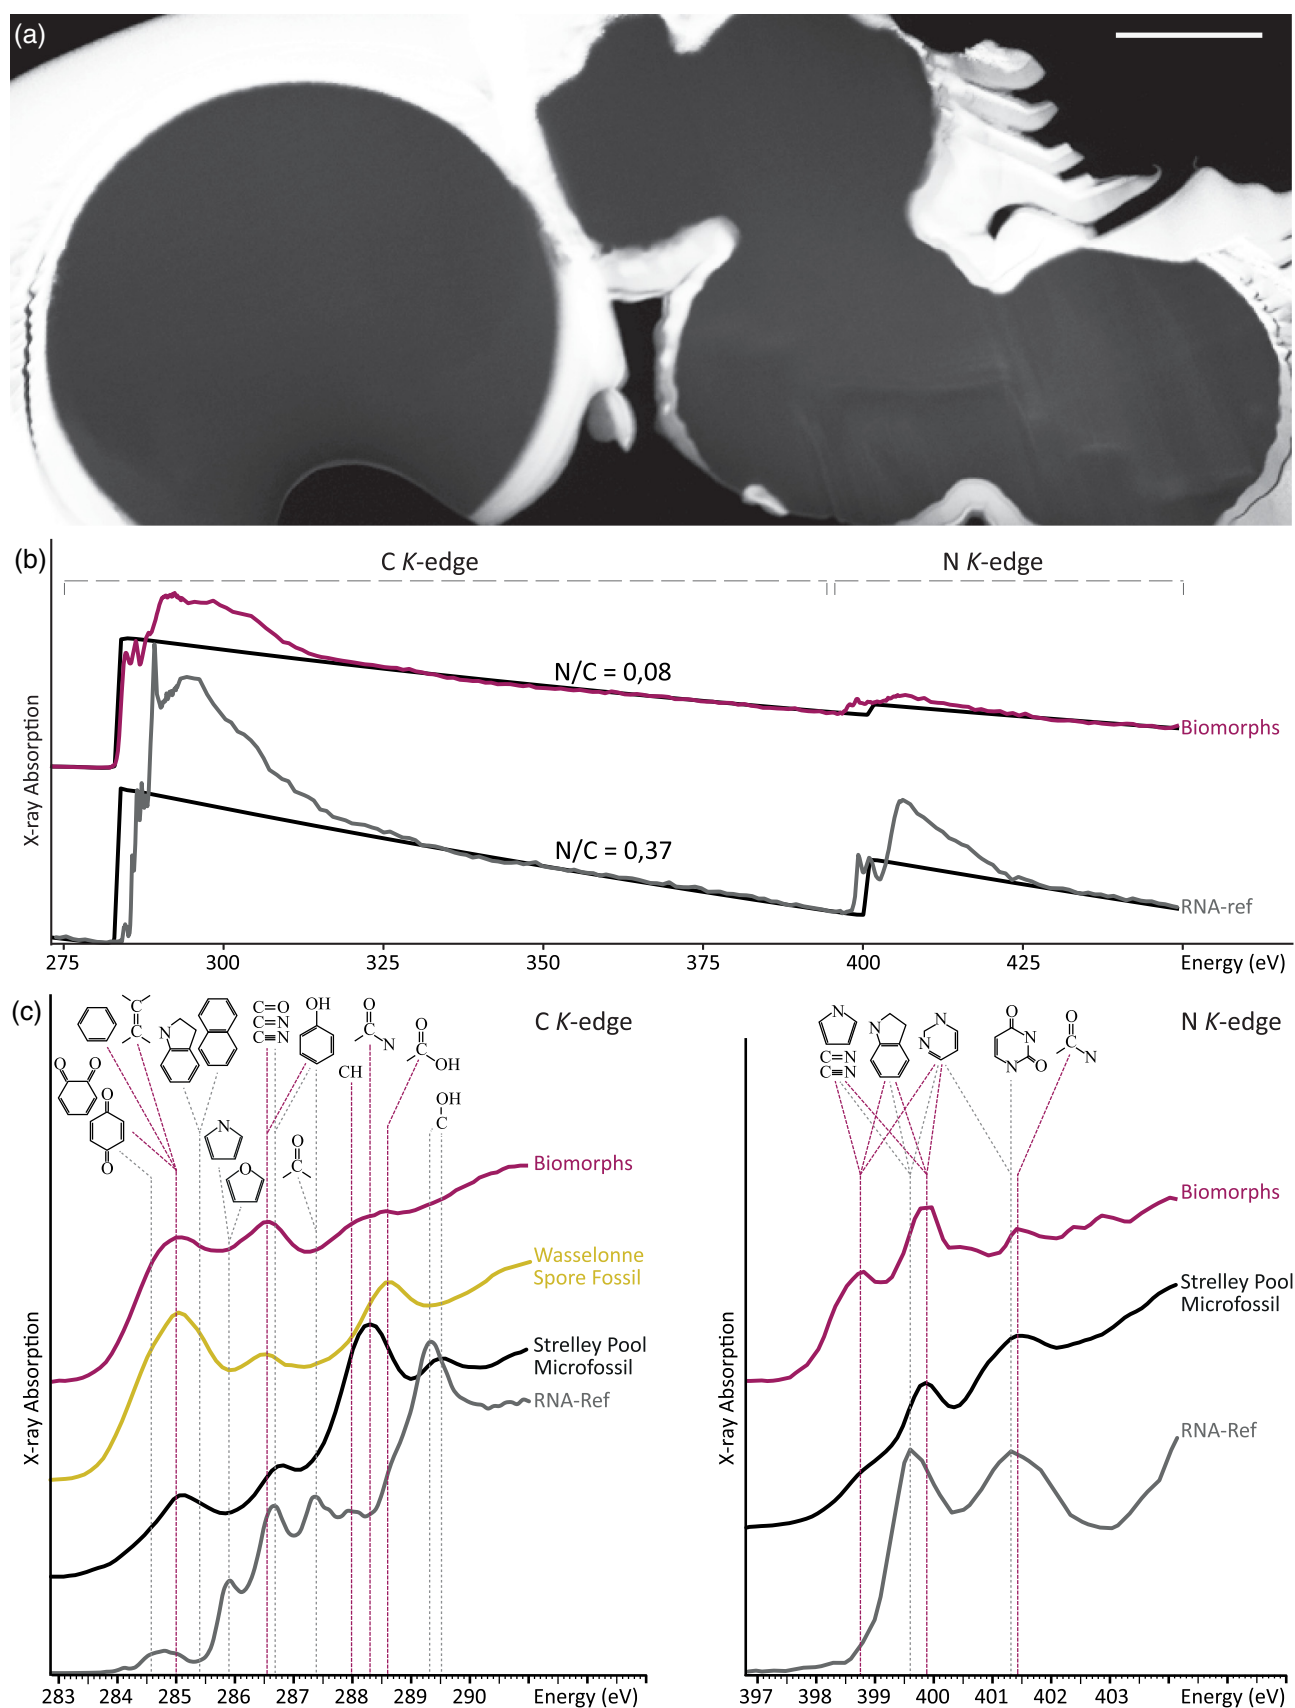 (a)
(b)
C K-edge
N K-edge
N/C = 0,08
Biomorphs
N/C = 0,37
RNA-ref
X-ray Absorption
275
300
325
350
375
400
425
Energy (eV)
(c)
C K-edge
O
O
O
O
C
C
N
C=O
C=N
C≡N
OH
O
C
N
O
C
OH
CH
OH
C
N
O
O
C
Biomorphs
Wasselonne
Spore Fossil
Strelley Pool
Microfossil
RNA-Ref
X-ray Absorption
283
284
285
286
287
288
289
290
Energy (eV)
N K-edge
N
C=N
C≡N
N
N
N
O
N
N
O
O
C
N
Biomorphs
Strelley Pool
Microfossil
RNA-Ref
X-ray Absorption
397
398
399
400
401
402
403
Energy (eV)